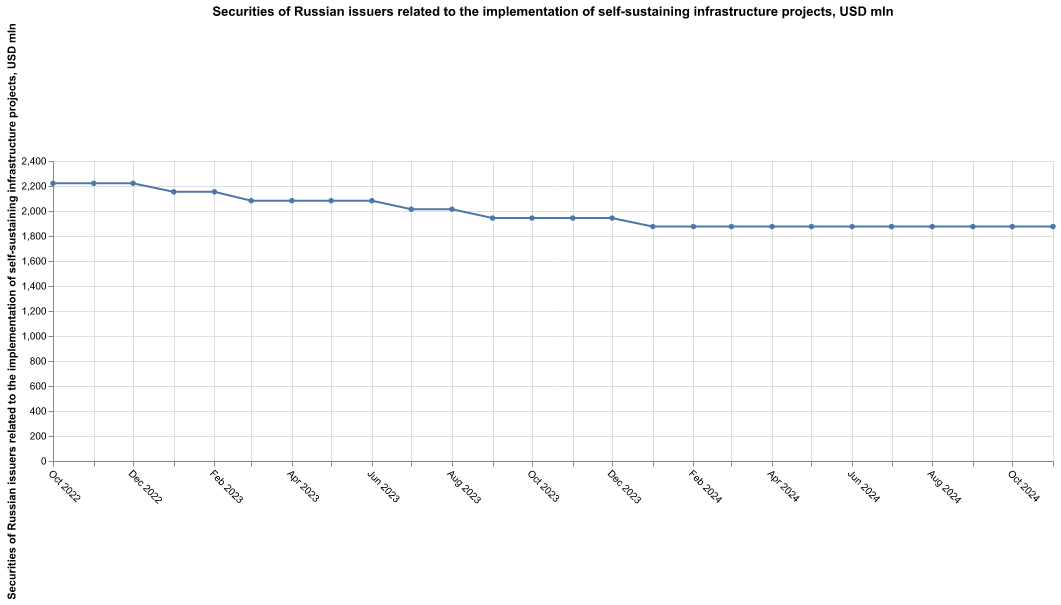 Securities of Russian issuers related to the implementation of self-sustaining infrastructure projects, USD mln
Securities of Russian issuers related to the implementation of self-sustaining infrastructure projects, USD mln
2,400
2,200
2,000
1,800
1,600
1,400
1,200
1,000
800
600
400
200
0
Oct 2022
Dec 2022
Feb 2023
Apr 2023
Jun 2023
Aug 2023
Oct 2023
Dec 2023
Feb 2024
Apr 2024
Jun 2024
Aug 2024
Oct 2024